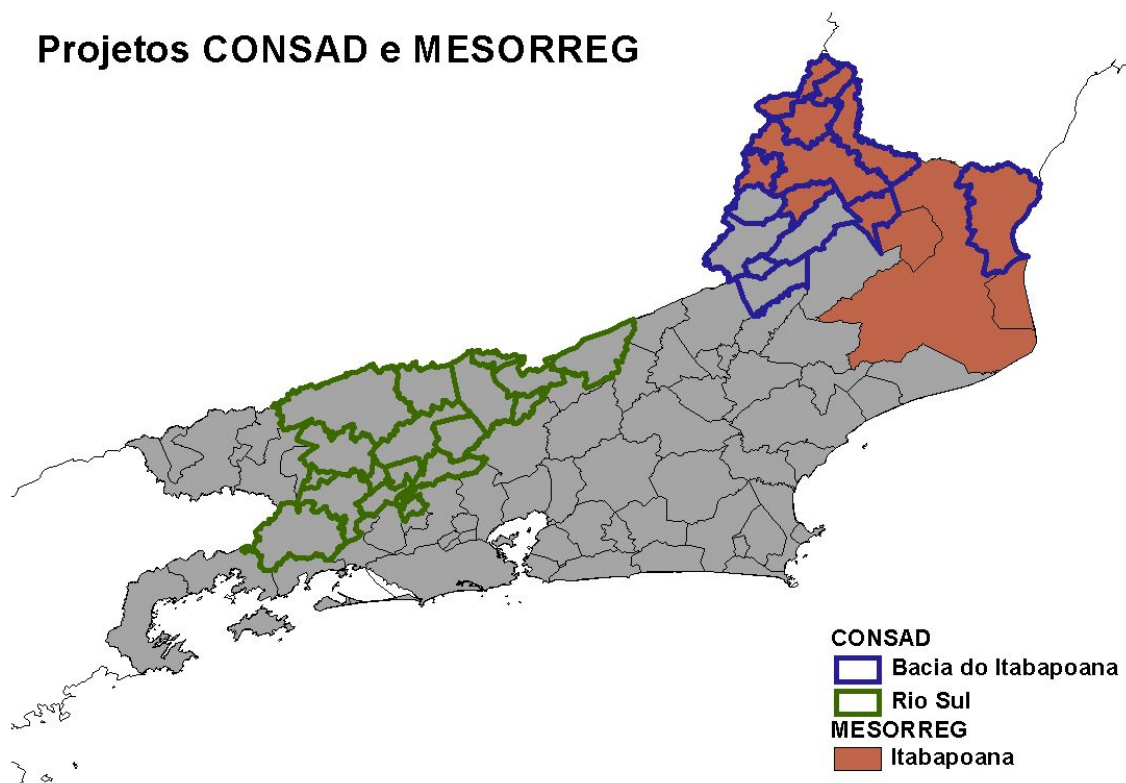 Projetos CONSAD e MESORREG
CONSAD
Bacia do Itabapoana
Rio Sul
MESORREG
Itabapoana